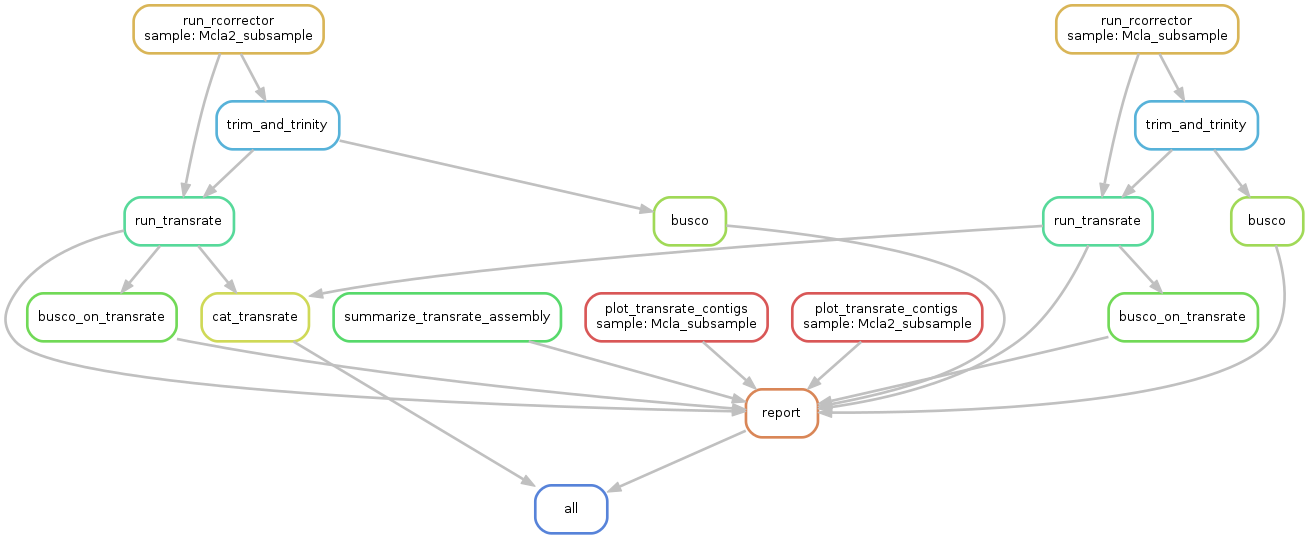 run_rcorrector
sample: Mcla2_subsample
run_rcorrector
sample: Mcla_subsample
trim_and_trinity
trim_and_trinity
run_transrate
busco
run_transrate
busco
busco_on_transrate
cat_transrate
summarize_transrate_assembly
plot_transrate_contigs
sample: Mcla_subsample
plot_transrate_contigs
sample: Mcla2_subsample
busco_on_transrate
report
all